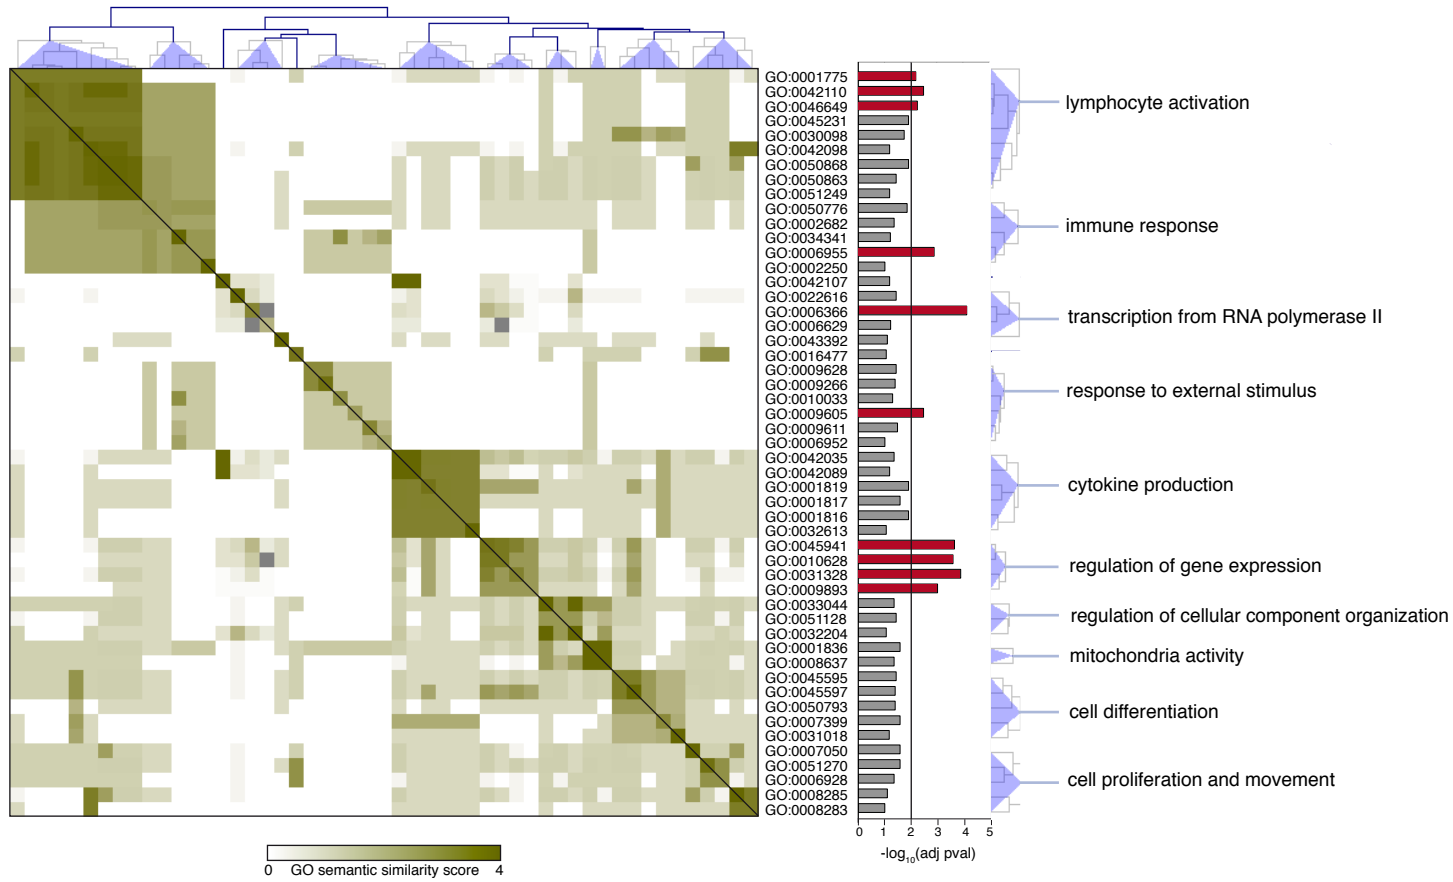 GO:0001775
GO:0042110
GO:0046649
GO:0045231
GO:0030098
GO:0042098
GO:0050868
GO:0050863
GO:0051249
GO:0050776
GO:0002682
GO:0034341
GO:0006955
GO:0002250
GO:0042107
GO:0022616
GO:0006366
GO:0006629
GO:0043392
GO:0016477
GO:0009628
GO:0009266
GO:0010033
GO:0009605
GO:0009611
GO:0006952
GO:0042035
GO:0042089
GO:0001819
GO:0001817
GO:0001816
GO:0032613
GO:0045941
GO:0010628
GO:0031328
GO:0009893
GO:0033044
GO:0051128
GO:0032204
GO:0001836
GO:0008637
GO:0045595
GO:0045597
GO:0050793
GO:0007399
GO:0031018
GO:0007050
GO:0051270
GO:0006928
GO:0008285
GO:0008283
lymphocyte activation
immune response
transcription from RNA polymerase II
response to external stimulus
cytokine production
regulation of gene expression
regulation of cellular component organization
mitochondria activity
cell differentiation
cell proliferation and movement
0 1 2 3 4 5
-log10(adj pval)
0 GO semantic similarity score 4